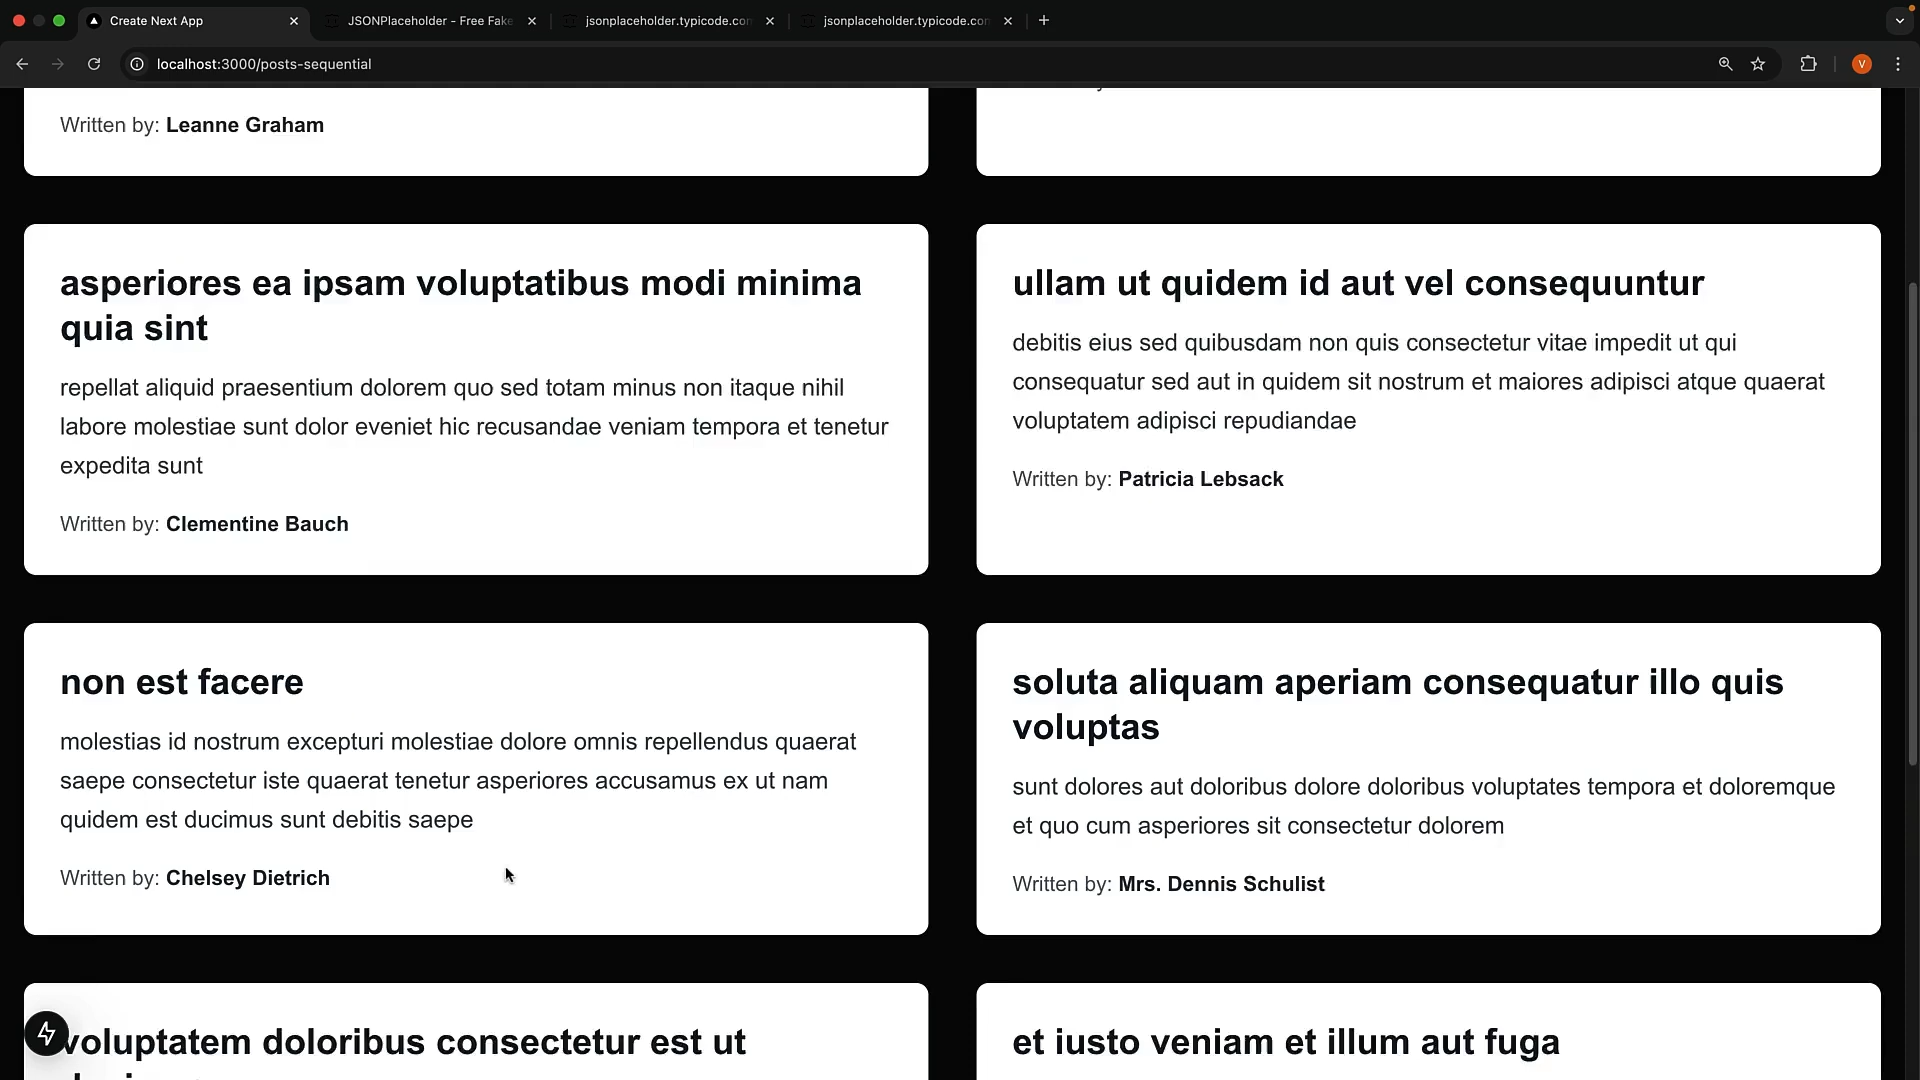 Create Next App
JSONPlaceholder - Free Fake
jsonplaceholder.typicode.com
jsonplaceholder.typicode.com
localhost:3000/posts-sequential
V
Written by: Leanne Graham
asperiores ea ipsam voluptatibus modi minima
quia sint
repellat aliquid praesentium dolorem quo sed totam minus non itaque nihil
labore molestiae sunt dolor eveniet hic recusandae veniam tempora et tenetur
expedita sunt
Written by: Clementine Bauch
ullam ut quidem id aut vel consequuntur
debitis eius sed quibusdam non quis consectetur vitae impedit ut qui
consequatur sed aut in quidem sit nostrum et maiores adipisci atque quaerat
voluptatem adipisci repudiandae
Written by: Patricia Lebsack
non est facere
molestias id nostrum excepturi molestiae dolore omnis repellendus quaerat
saepe consectetur iste quaerat tenetur asperiores accusamus ex ut nam
quidem est ducimus sunt debitis saepe
Written by: Chelsey Dietrich
soluta aliquam aperiam consequatur illo quis
voluptas
sunt dolores aut doloribus dolore doloribus voluptates tempora et doloremque
et quo cum asperiores sit consectetur dolorem
Written by: Mrs. Dennis Schulist
voluptatem doloribus consectetur est ut
et iusto veniam et illum aut fuga